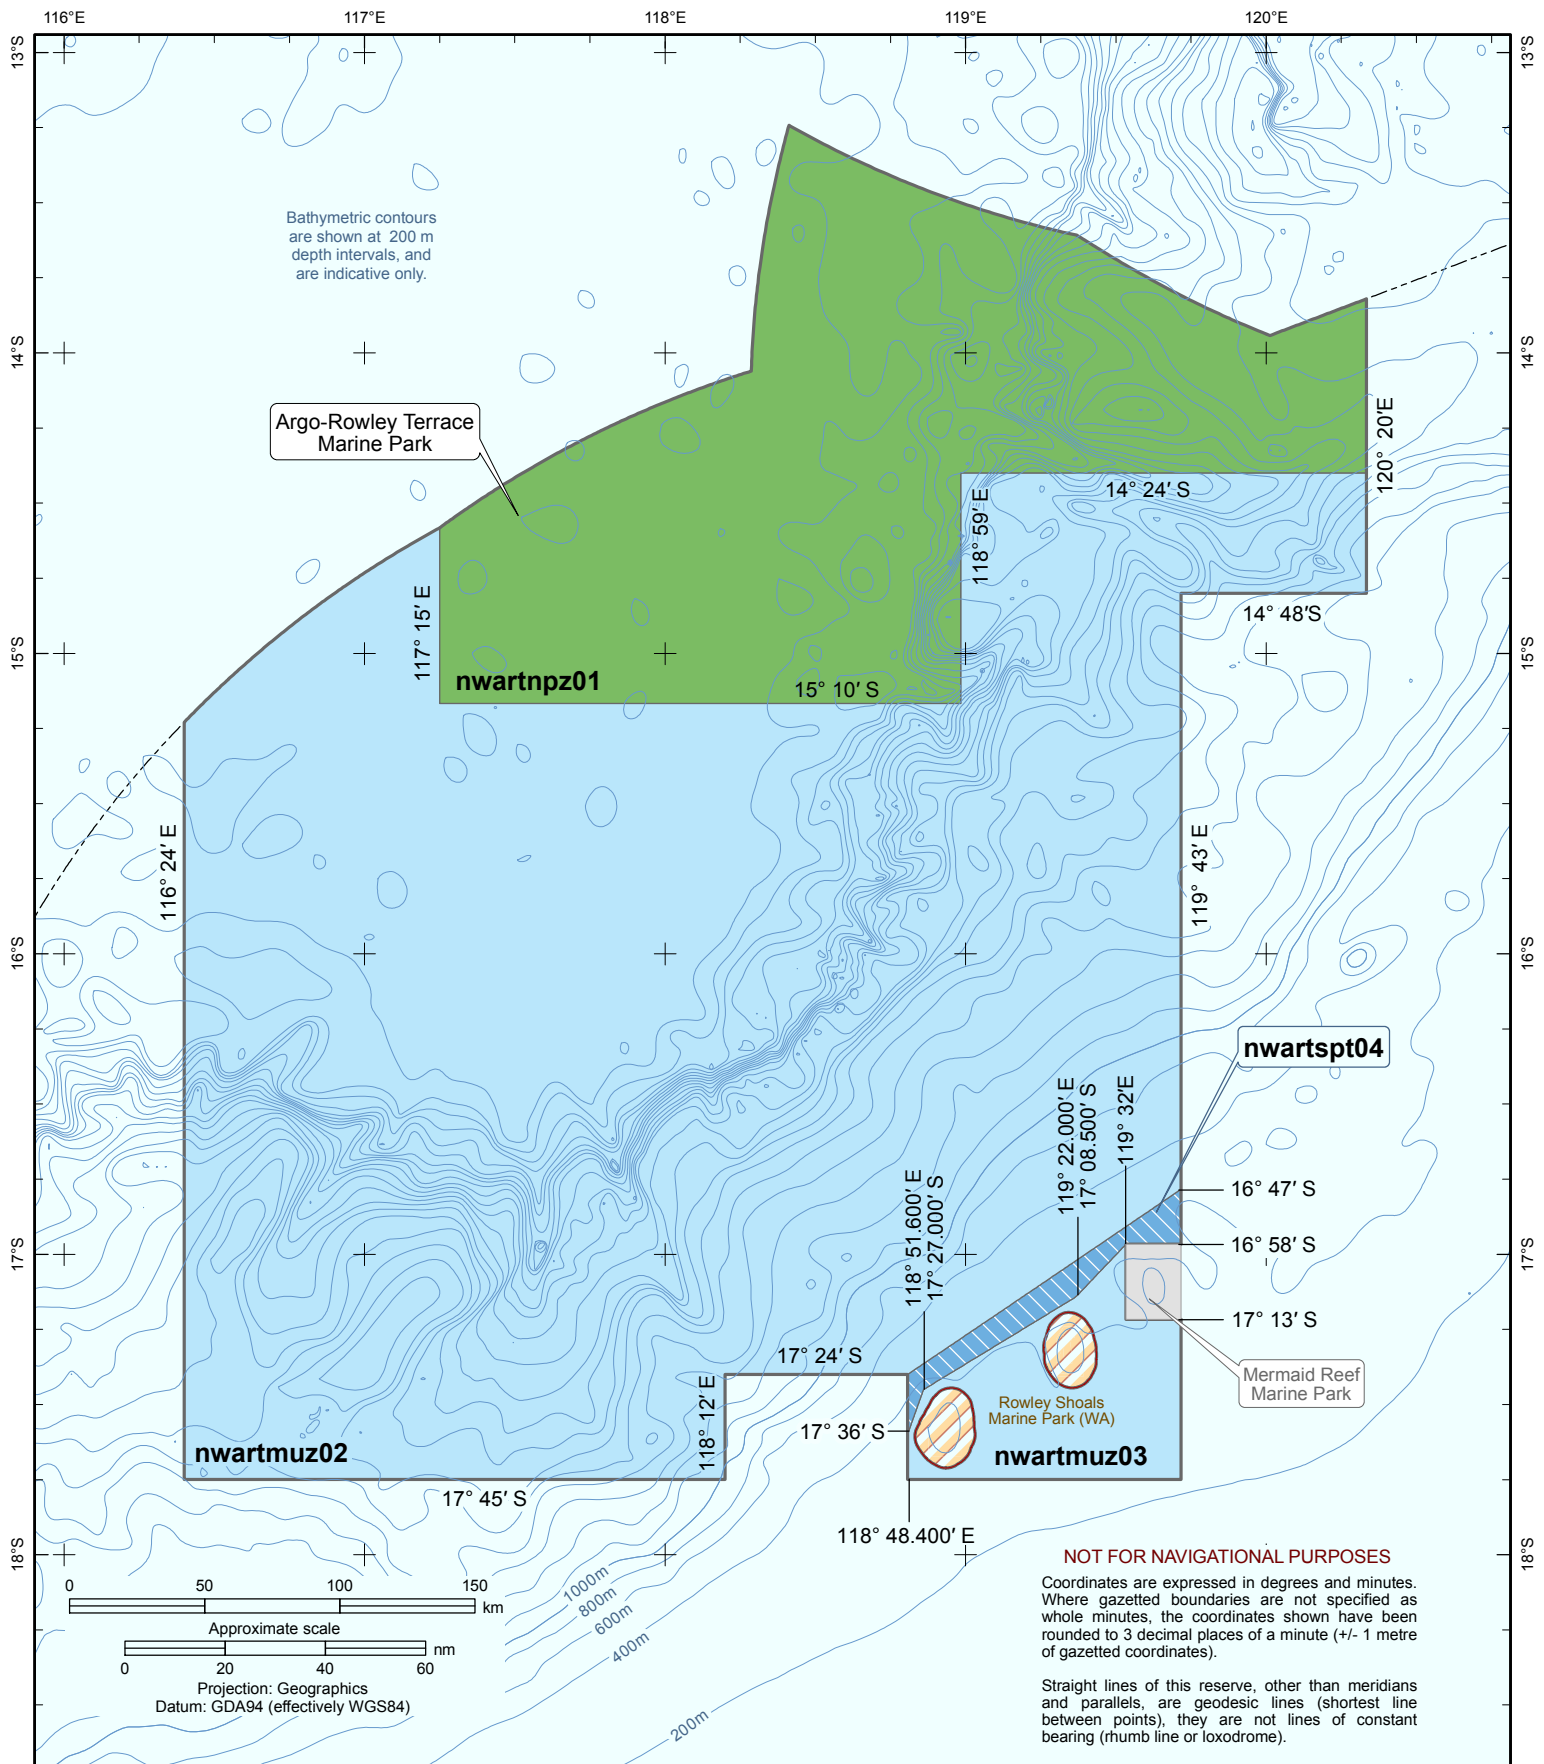 116°E
117°E
118°E
119°E
120°E
13°S
13°S
Bathymetric contours
are shown at 200 m
depth intervals, and
are indicative only.
14°S
14°S
Argo-Rowley Terrace
Marine Park
120° 20'E
14° 24' S
118° 59' E
14° 48'S
117° 15' E
15°S
15°S
nwartnpz01
15° 10' S
116° 24' E
119° 43' E
16°S
16°S
nwartspt04
119° 22.000' E
17° 08.500' S
119° 32'E
118° 51.600' E
17° 27.000' S
16° 47' S
16° 58' S
17°S
17°S
17° 13' S
17° 24' S
Mermaid Reef
Marine Park
118° 12' E
Rowley Shoals
Marine Park (WA)
17° 36' S
nwartmuz02
nwartmuz03
17° 45' S
118° 48.400' E
18°S
18°S
1000m
800m
600m
400m
200m
0 50 100 150
km
Approximate scale
nm
0 20 40 60
Projection: Geographics
Datum: GDA94 (effectively WGS84)
NOT FOR NAVIGATIONAL PURPOSES
Coordinates are expressed in degrees and minutes.
Where gazetted boundaries are not specified as
whole minutes, the coordinates shown have been
rounded to 3 decimal places of a minute (+/- 1 metre
of gazetted coordinates).
Straight lines of this reserve, other than meridians
and parallels, are geodesic lines (shortest line
between points), they are not lines of constant
bearing (rhumb line or loxodrome).